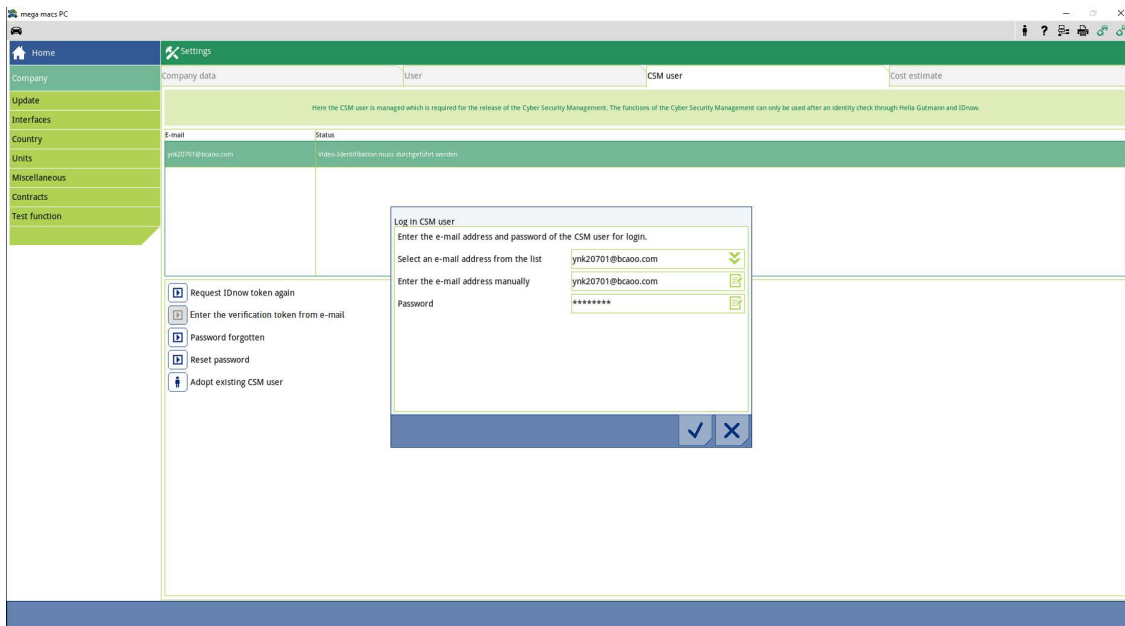 mega macs PC
Home
Settings
Company
Company data
User
CSM user
Cost estimate
Update
Interfaces
Country
Units
Miscellaneous
Contracts
Test function
Here the CSM user is managed which is required for the release of the Cyber Security Management. The functions of the Cyber Security Management can only be used after an identity check through Hella Gutmann and IDnow.
E-mail
Status
ynk20701@bcaoo.com
Video-Identifikation muss durchgeführt werden
Log in CSM user
Enter the e-mail address and password of the CSM user for login.
Select an e-mail address from the list
ynk20701@bcaoo.com
Enter the e-mail address manually
ynk20701@bcaoo.com
Password
********
Request IDnow token again
Enter the verification token from e-mail
Password forgotten
Reset password
Adopt existing CSM user